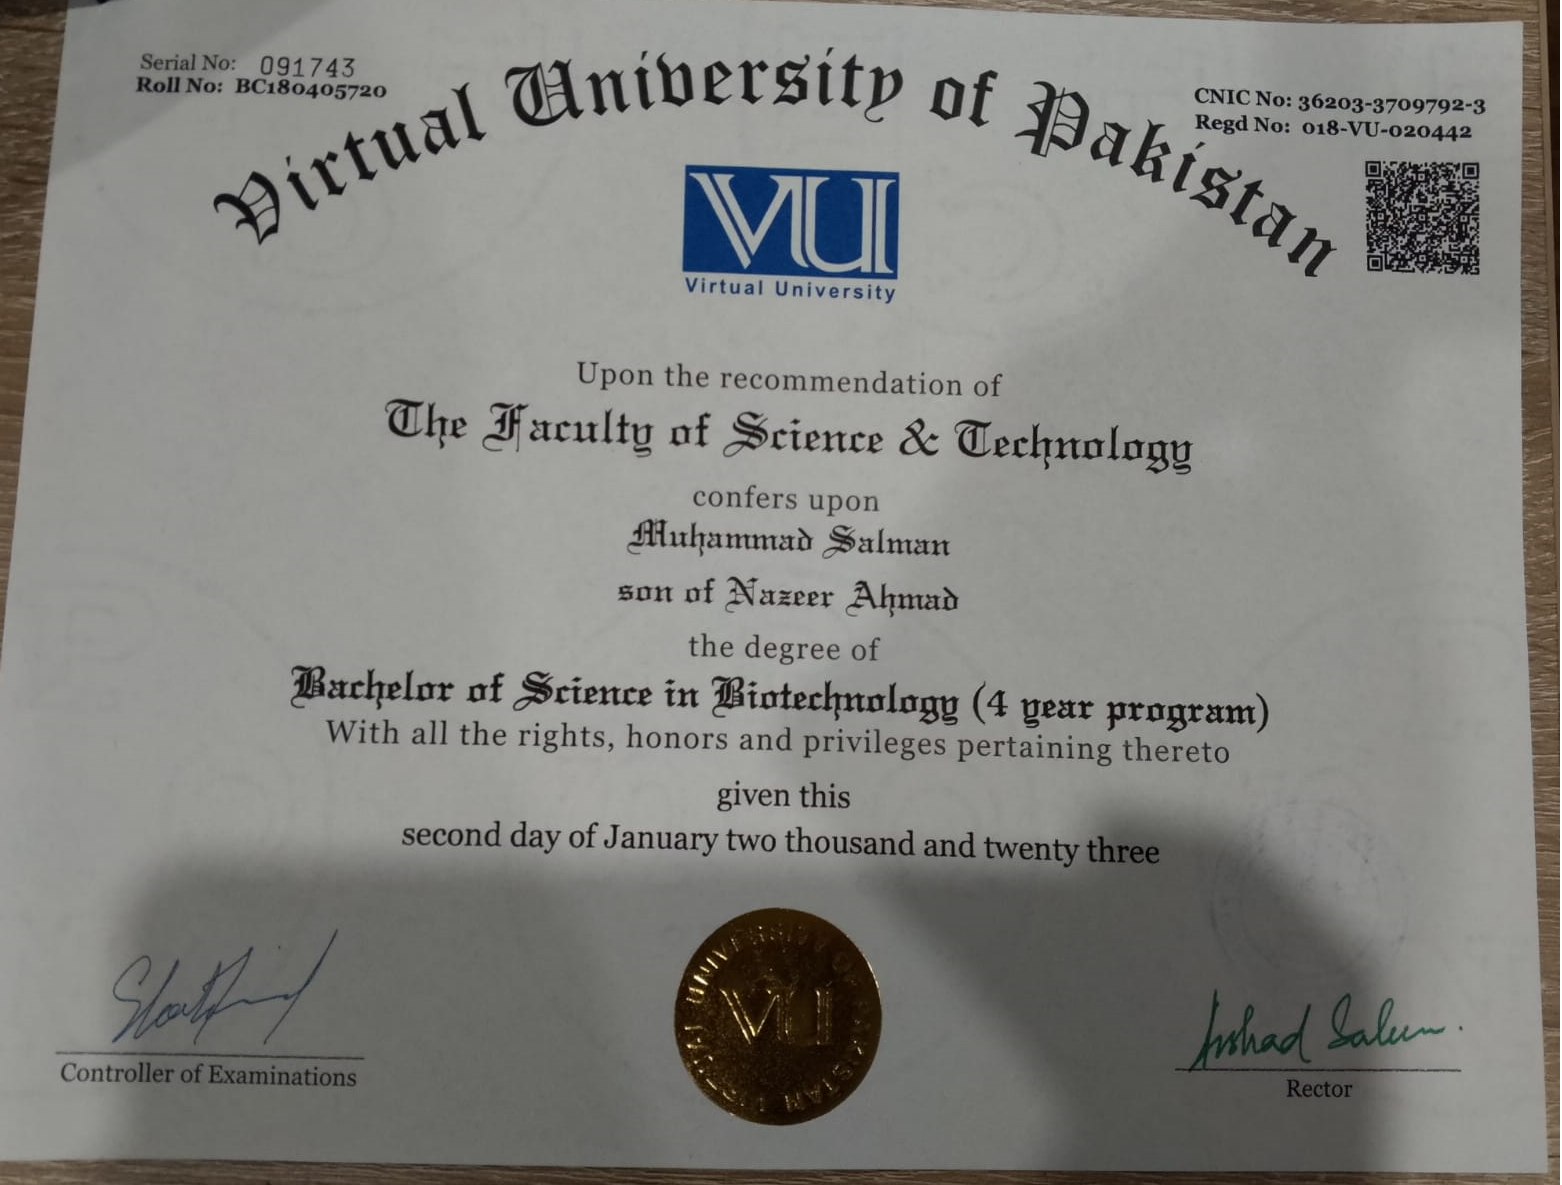 Serial No: 091743
Roll No: BC180405720
CNIC No: 36203-3709792-3
Regd No: 018-VU-020442
Virtual University of Pakistan
VU
Virtual University
Upon the recommendation of
The Faculty of Science & Technology
confers upon
Muhammad Salman
son of Nazeer Ahmad
the degree of
Bachelor of Science in Biotechnology (4 year program)
With all the rights, honors and privileges pertaining thereto
given this
second day of January two thousand and twenty three
VU
UNIVERSITY OF PAKISTAN
Arshad Saleem.
Controller of Examinations
Rector